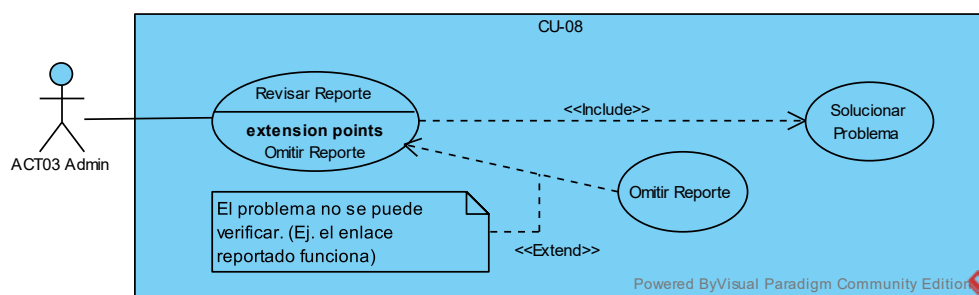 CU-08
Revisar Reporte
extension points
Omitir Reporte
<<Include>>
Solucionar
Problema
ACT03 Admin
Omitir Reporte
El problema no se puede
verificar. (Ej. el enlace
reportado funciona)
<<Extend>>
Powered ByVisual Paradigm Community Edition